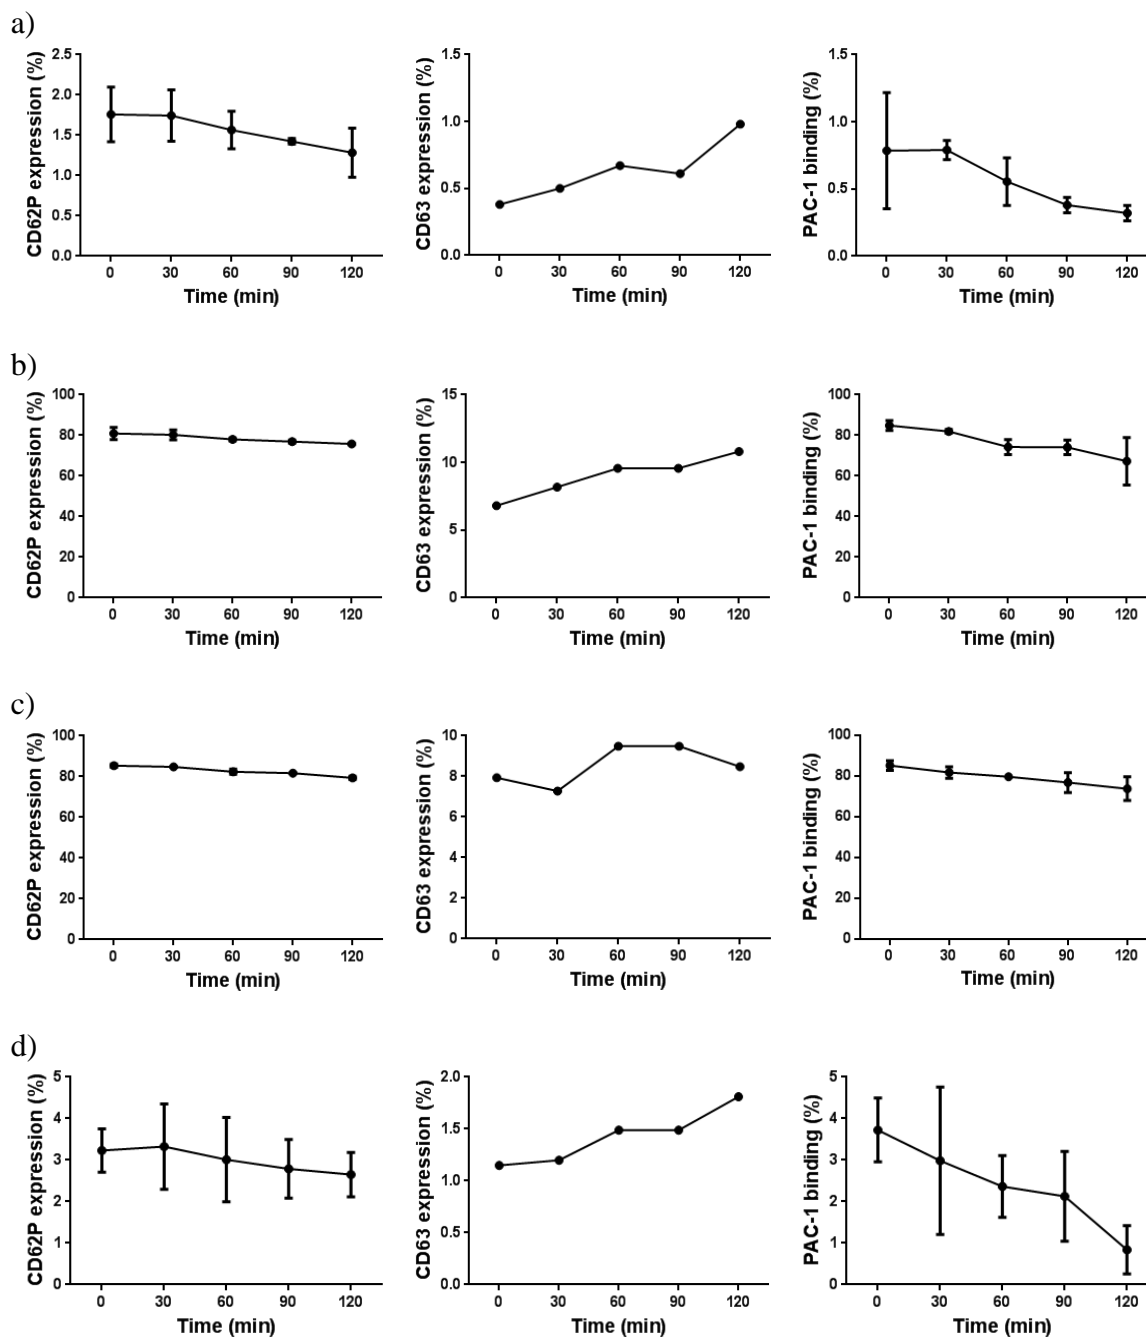 a)
CD62P expression (%)
2.5
2.0
1.5
1.0
0.5
0.0
0 30 60 90 120
Time (min)
CD63 expression (%)
1.5
1.0
0.5
0.0
0 30 60 90 120
Time (min)
PAC-1 binding (%)
1.5
1.0
0.5
0.0
0 30 60 90 120
Time (min)
b)
CD62P expression (%)
100
80
60
40
20
0
0 30 60 90 120
Time (min)
CD63 expression (%)
15
10
5
0
0 30 60 90 120
Time (min)
PAC-1 binding (%)
100
80
60
40
20
0
0 30 60 90 120
Time (min)
c)
CD62P expression (%)
100
80
60
40
20
0
0 30 60 90 120
Time (min)
CD63 expression (%)
10
8
6
4
2
0
0 30 60 90 120
Time (min)
PAC-1 binding (%)
100
80
60
40
20
0
0 30 60 90 120
Time (min)
d)
CD62P expression (%)
5
4
3
2
1
0
0 30 60 90 120
Time (min)
CD63 expression (%)
2.0
1.5
1.0
0.5
0.0
0 30 60 90 120
Time (min)
PAC-1 binding (%)
5
4
3
2
1
0
0 30 60 90 120
Time (min)